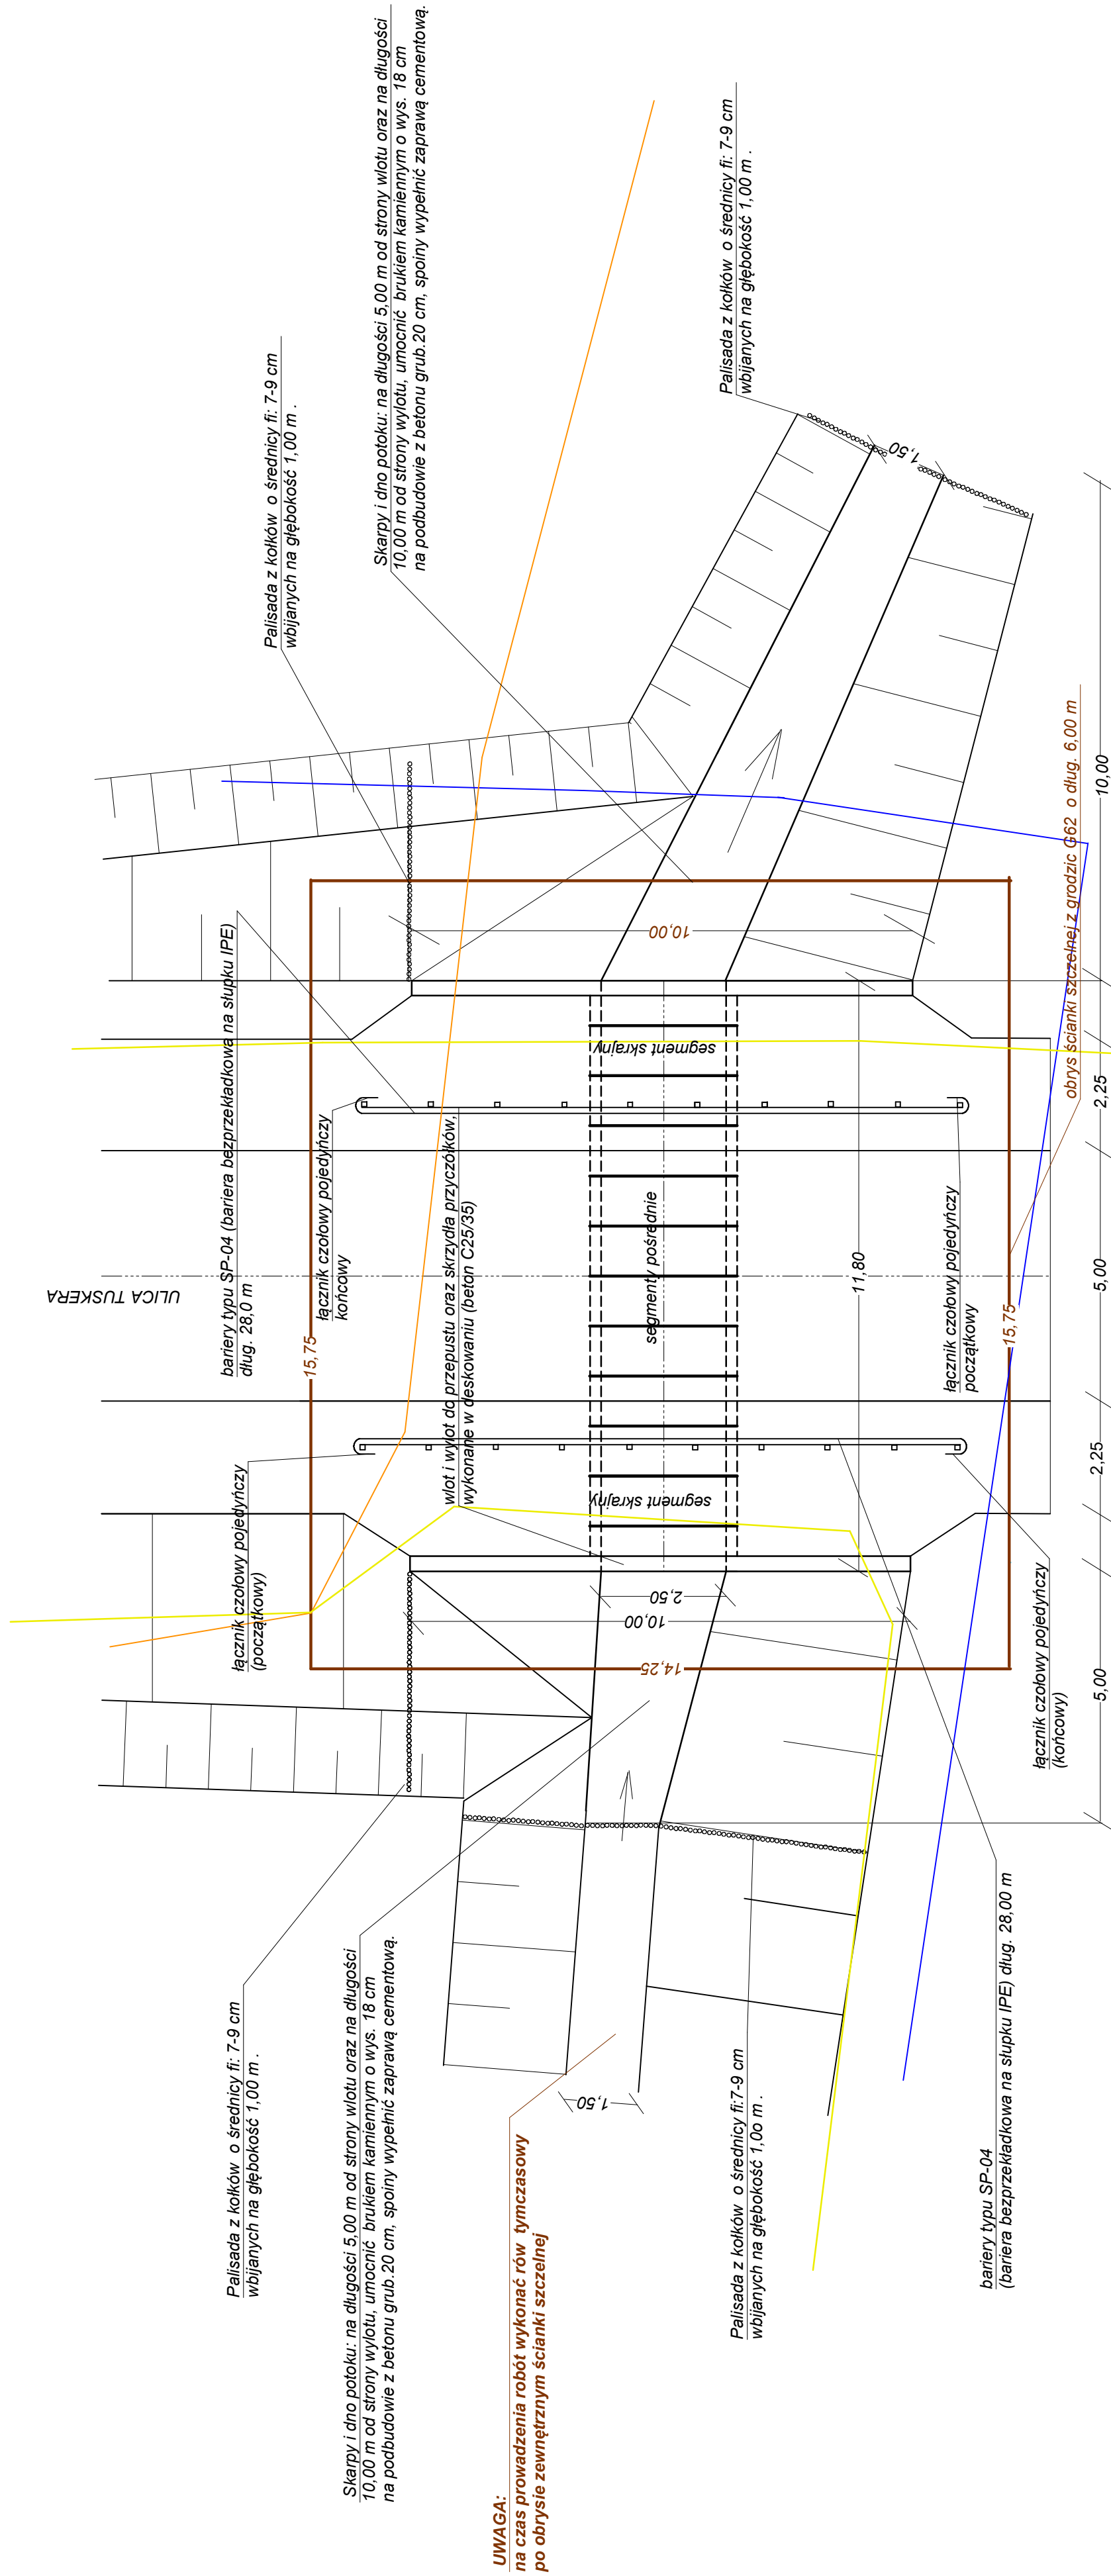 Skarpy i dno potoku: na długości 5,00 m od strony wlotu oraz na długości
10,00 m od strony wylotu, umocnić brukiem kamiennym o wys. 18 cm
na podbudowie z betonu grub.20 cm, spoiny wypełnić zaprawą cementową.
Palisada z kołków o średnicy fi: 7-9 cm
wbijanych na głębokość 1,00 m .
Palisada z kołków o średnicy fi: 7-9 cm
wbijanych na głębokość 1,00 m .
ULICA TUSKERA
bariery typu SP-04 (bariera bezprzekładkowa na słupku IPE)
dług. 28,0 m
łącznik czołowy pojedyńczy
końcowy
łącznik czołowy pojedyńczy
(początkowy)
wlot i wylot do przepustu oraz skrzydła przyczółków,
wykonane w deskowaniu (beton C25/35)
segment skrajny
segmenty pośrednie
segment skrajny
łącznik czołowy pojedyńczy
początkowy
łącznik czołowy pojedyńczy
(końcowy)
obrys ścianki szczelnej z grodzic G62 o dług. 6,00 m
15,75
15,75
14,25
10,00
10,00
2,50
11,80
1,50
1,50
5,00
2,25
5,00
2,25
10,00
Palisada z kołków o średnicy fi: 7-9 cm
wbijanych na głębokość 1,00 m .
Skarpy i dno potoku: na długości 5,00 m od strony wlotu oraz na długości
10,00 m od strony wylotu, umocnić brukiem kamiennym o wys. 18 cm
na podbudowie z betonu grub.20 cm, spoiny wypełnić zaprawą cementową.
UWAGA:
na czas prowadzenia robót wykonać rów tymczasowy
po obrysie zewnętrznym ścianki szczelnej
Palisada z kołków o średnicy fi:7-9 cm
wbijanych na głębokość 1,0o m .
bariery typu SP-04
(bariera bezprzekładkowa na słupku IPE) dług. 28,00 m